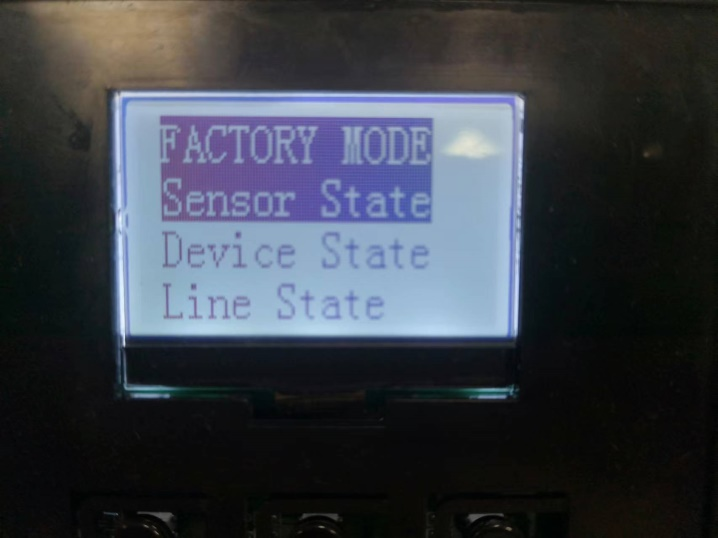 FACTORY MODE
Sensor State
Device State
Line State